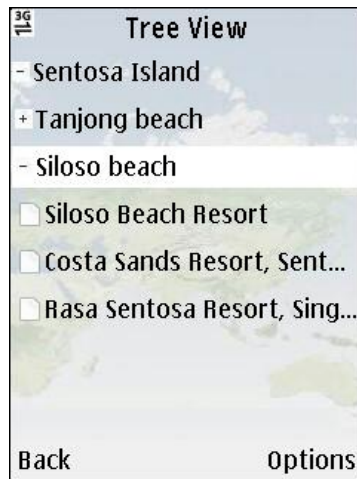 3G
Tree View
- Sentosa Island
+ Tanjong beach
- Siloso beach
Siloso Beach Resort
Costa Sands Resort, Sent...
Rasa Sentosa Resort, Sing...
Back Options